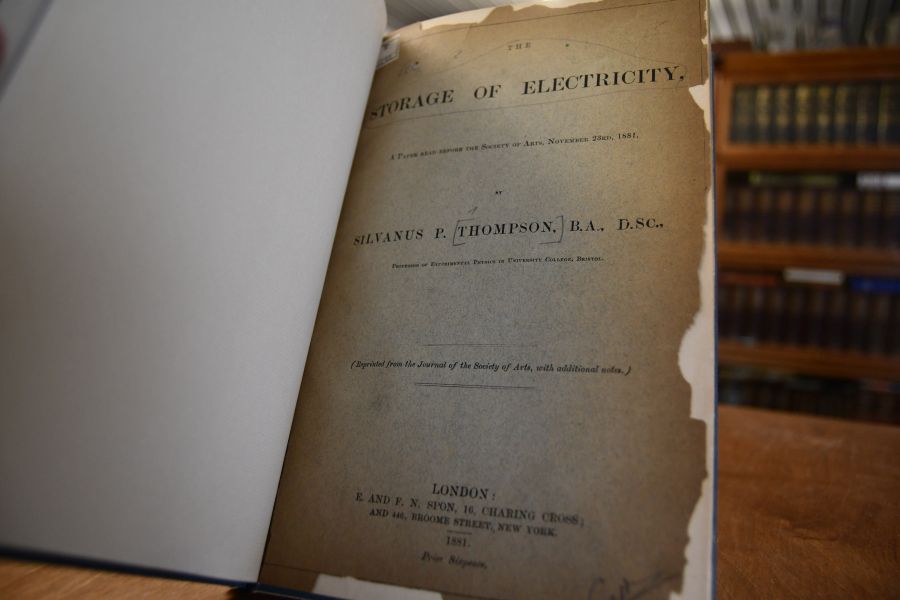 THE
STORAGE OF ELECTRICITY,
A PAPER READ BEFORE THE SOCIETY OF ARTS, NOVEMBER 23RD, 1881,
BY
SILVANUS P. [THOMPSON,] B.A., D.SC.,
PROFESSOR OF EXPERIMENTAL PHYSICS IN UNIVERSITY COLLEGE, BRISTOL.
(Reprinted from the Journal of the Society of Arts, with additional notes.)
LONDON:
E. AND F. N. SPON, 16, CHARING CROSS;
AND 446, BROOME STREET, NEW YORK.
1881.
Price Sixpence.